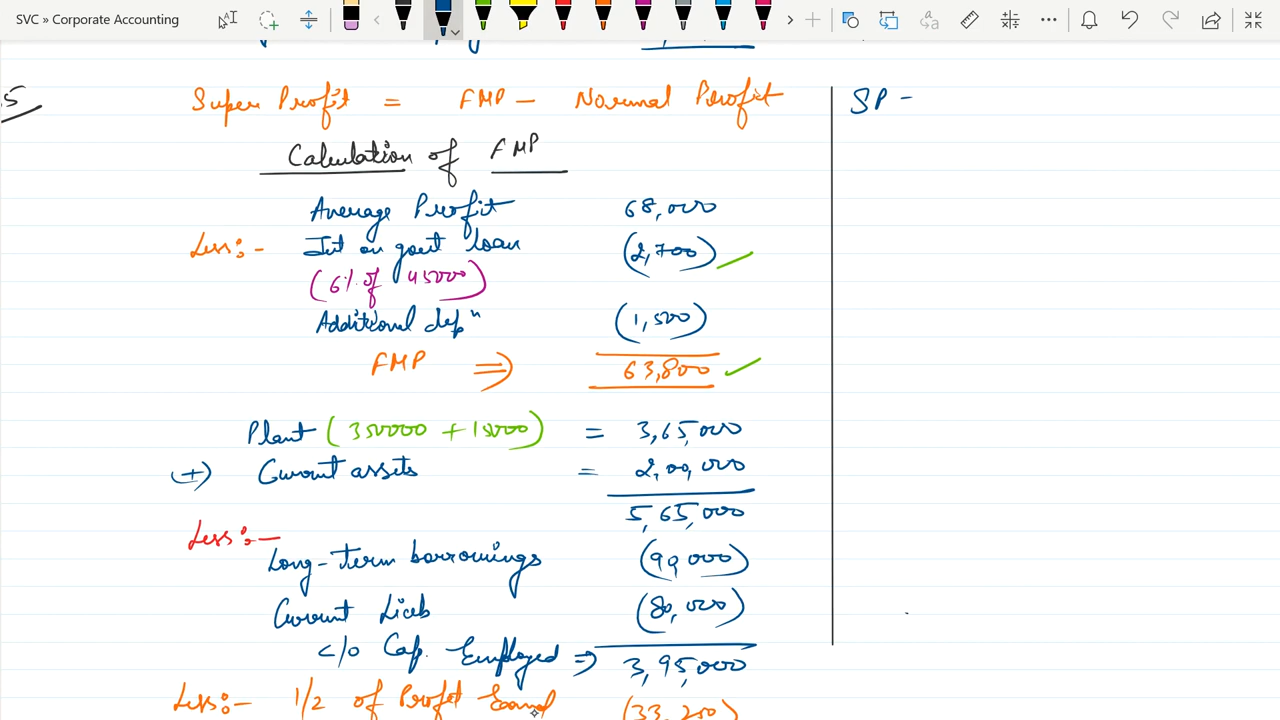 SVC » Corporate Accounting
5
Super Profit = FMP - Normal Profit
Calculation of FMP
Average Profit 68,000
Less:- Int on govt loan (2,700)
(6% of 45000)
Additional depn (1,500)
FMP ⇒ 63,800
Plant (350000 + 15000) = 3,65,000
(+) Current assets = 2,00,000
5,65,000
Less:-
Long-Term borrowings (99000)
Current Liab (80,000)
c/o Cap. Employed ⇒ 3,95,000
Less:- 1/2 of Profit Earned (33,200)
SP -